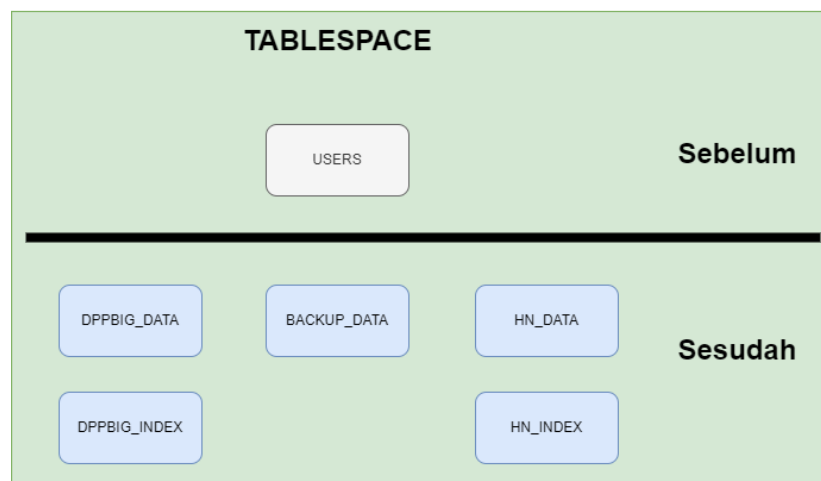 TABLESPACE
USERS
Sebelum
DPPBIG_DATA
BACKUP_DATA
HN_DATA
Sesudah
DPPBIG_INDEX
HN_INDEX